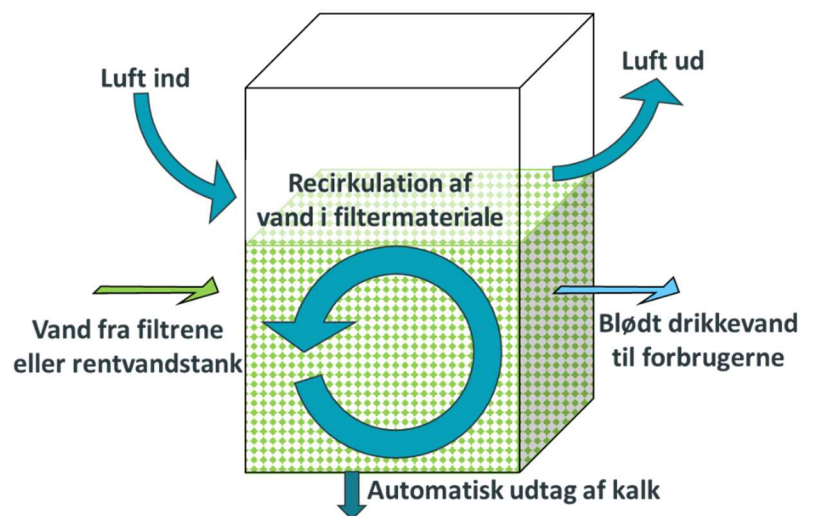 Luft ind
Luft ud
Recirkulation af
vand i filtermateriale
Vand fra filtrene
eller rentvandstank
Blødt drikkevand
til forbrugerne
Automatisk udtag af kalk